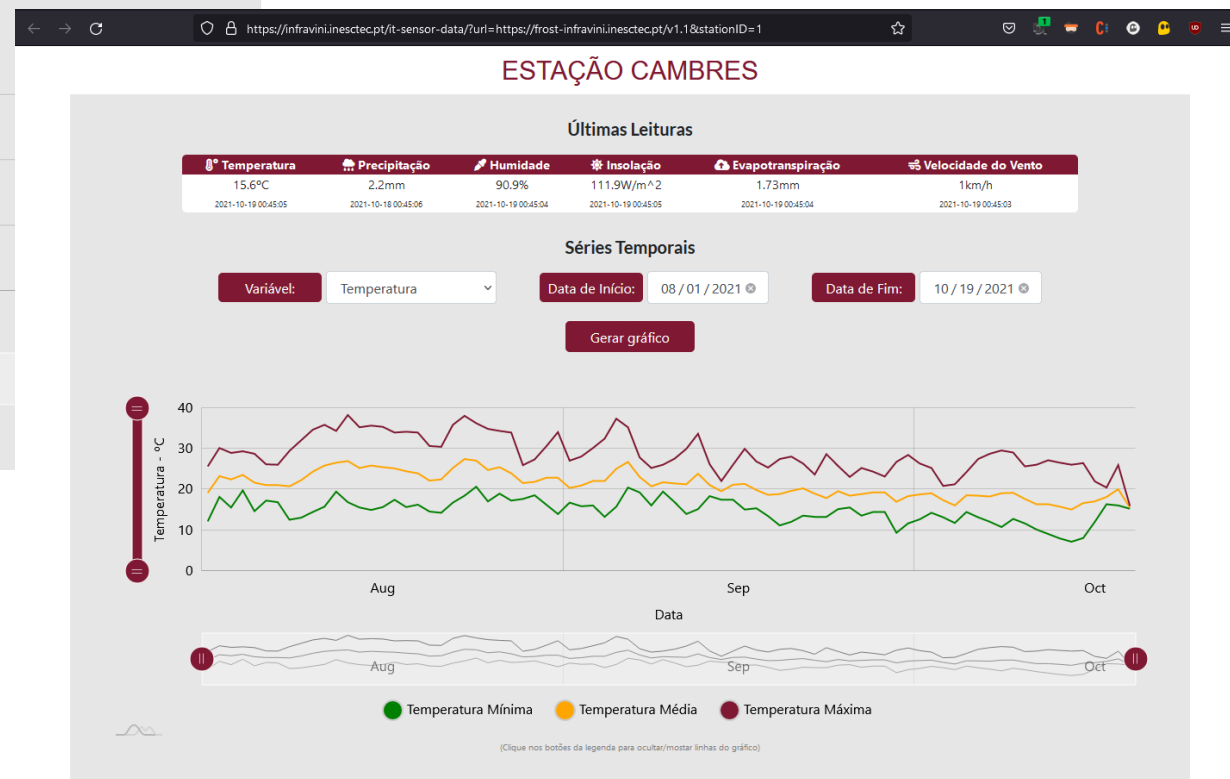 https://infravini.inesctec.pt/it-sensor-data/?url=https://frost-infravini.inesctec.pt/v1.1&stationID=1
ESTAÇÃO CAMBRES
Últimas Leituras
Temperatura Precipitação Humidade Insolação Evapotranspiração Velocidade do Vento
15.6ºC 2.2mm 90.9% 111.9W/m^2 1.73mm 1km/h
2021-10-19 00:45:05 2021-10-18 00:45:06 2021-10-19 00:45:04 2021-10-19 00:45:05 2021-10-19 00:45:04 2021-10-19 00:45:03
Séries Temporais
Variável: Temperatura Data de Início: 08 / 01 / 2021 Data de Fim: 10 / 19 / 2021
Gerar gráfico
Temperatura - ºC
40
30
20
10
0
Aug Sep Oct
Data
Aug Sep Oct
Temperatura Mínima Temperatura Média Temperatura Máxima
(Clique nos botões da legenda para ocultar/mostar linhas do gráfico)